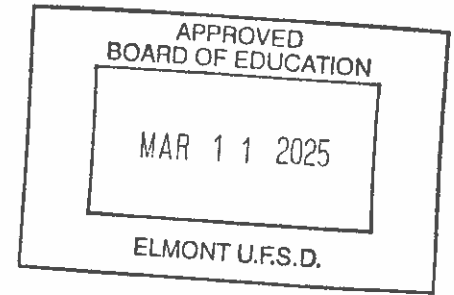 APPROVED
BOARD OF EDUCATION
MAR 1 1 2025
ELMONT U.F.S.D.